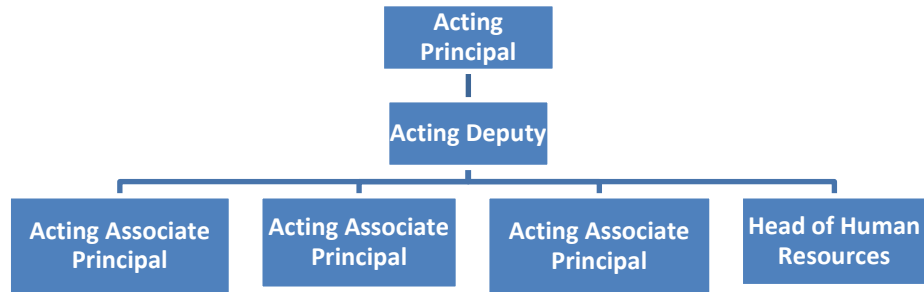 Acting
Principal
Acting Deputy
Acting Associate
Principal
Acting Associate
Principal
Acting Associate
Principal
Head of Human
Resources